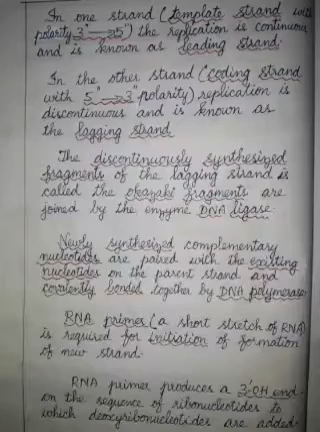 In one strand (template strand with
polarity 3'→5') the replication is continuous
and is known as leading strand.
In the other strand (coding strand
with 5'→3' polarity) replication is
discontinuous and is known as
the lagging strand
The discontinuously synthesized
fragments of the lagging strand is
called the okazaki fragments are
joined by the enzyme DNA ligase.
Newly synthesized complementary
nucleotides are paired with the existing
nucleotides on the parent strand and
covalently bonded together by DNA polymerase
RNA primer (a short stretch of RNA)
is required for initiation of formation
of new strand.
RNA primer produces a 3'-OH end
on the sequence of ribonucleotides to
which deoxyribonucleotides are added.